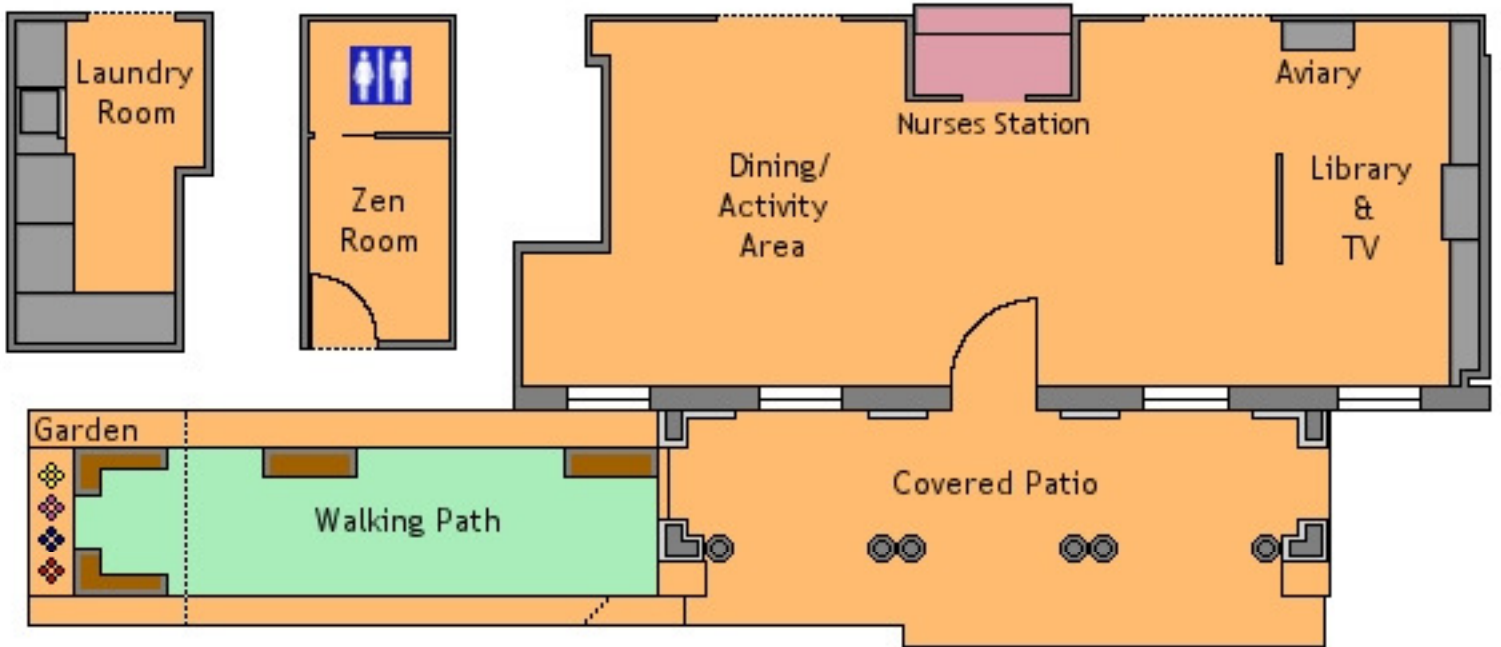 Laundry
Room
Zen
Room
Dining/
Activity
Area
Nurses Station
Aviary
Library
&
TV
Garden
Walking Path
Covered Patio